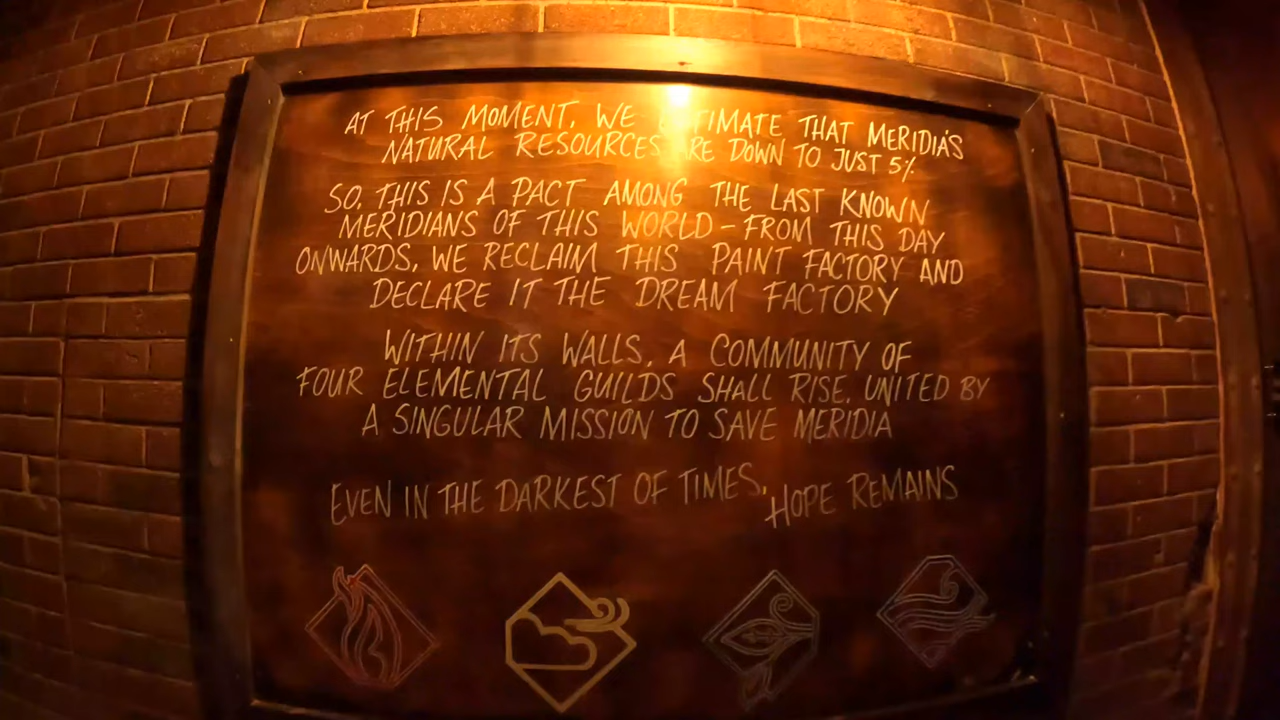 AT THIS MOMENT, WE ESTIMATE THAT MERIDIA'S
NATURAL RESOURCES ARE DOWN TO JUST 5%
SO, THIS IS A PACT AMONG THE LAST KNOWN
MERIDIANS OF THIS WORLD - FROM THIS DAY
ONWARDS, WE RECLAIM THIS PAINT FACTORY AND
DECLARE IT THE DREAM FACTORY
WITHIN ITS WALLS, A COMMUNITY OF
FOUR ELEMENTAL GUILDS SHALL RISE, UNITED BY
A SINGULAR MISSION TO SAVE MERIDIA
EVEN IN THE DARKEST OF TIMES, HOPE REMAINS